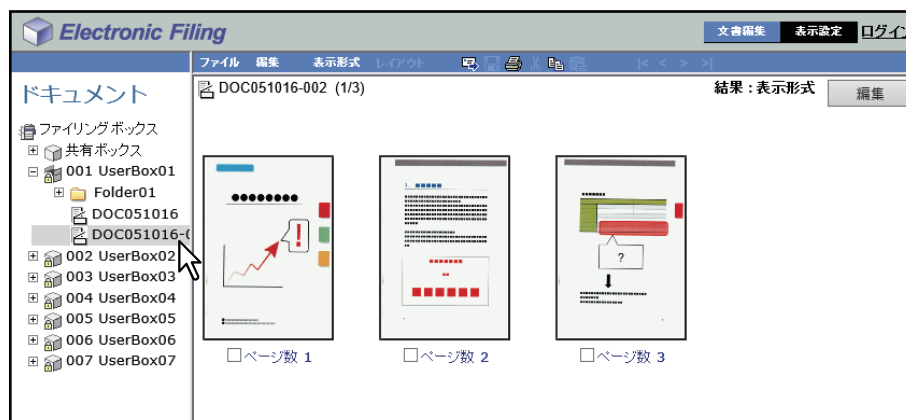 Electronic Filing
文書編集 表示設定 ログイン
ファイル 編集 表示形式 レイアウト |< < > >|
ドキュメント
DOC051016-002 (1/3)
結果:表示形式
編集
ファイリングボックス
共有ボックス
001 UserBox01
Folder01
DOC051016
DOC051016-0
002 UserBox02
003 UserBox03
004 UserBox04
005 UserBox05
006 UserBox06
007 UserBox07
!
1.
?
ページ数 1
ページ数 2
ページ数 3